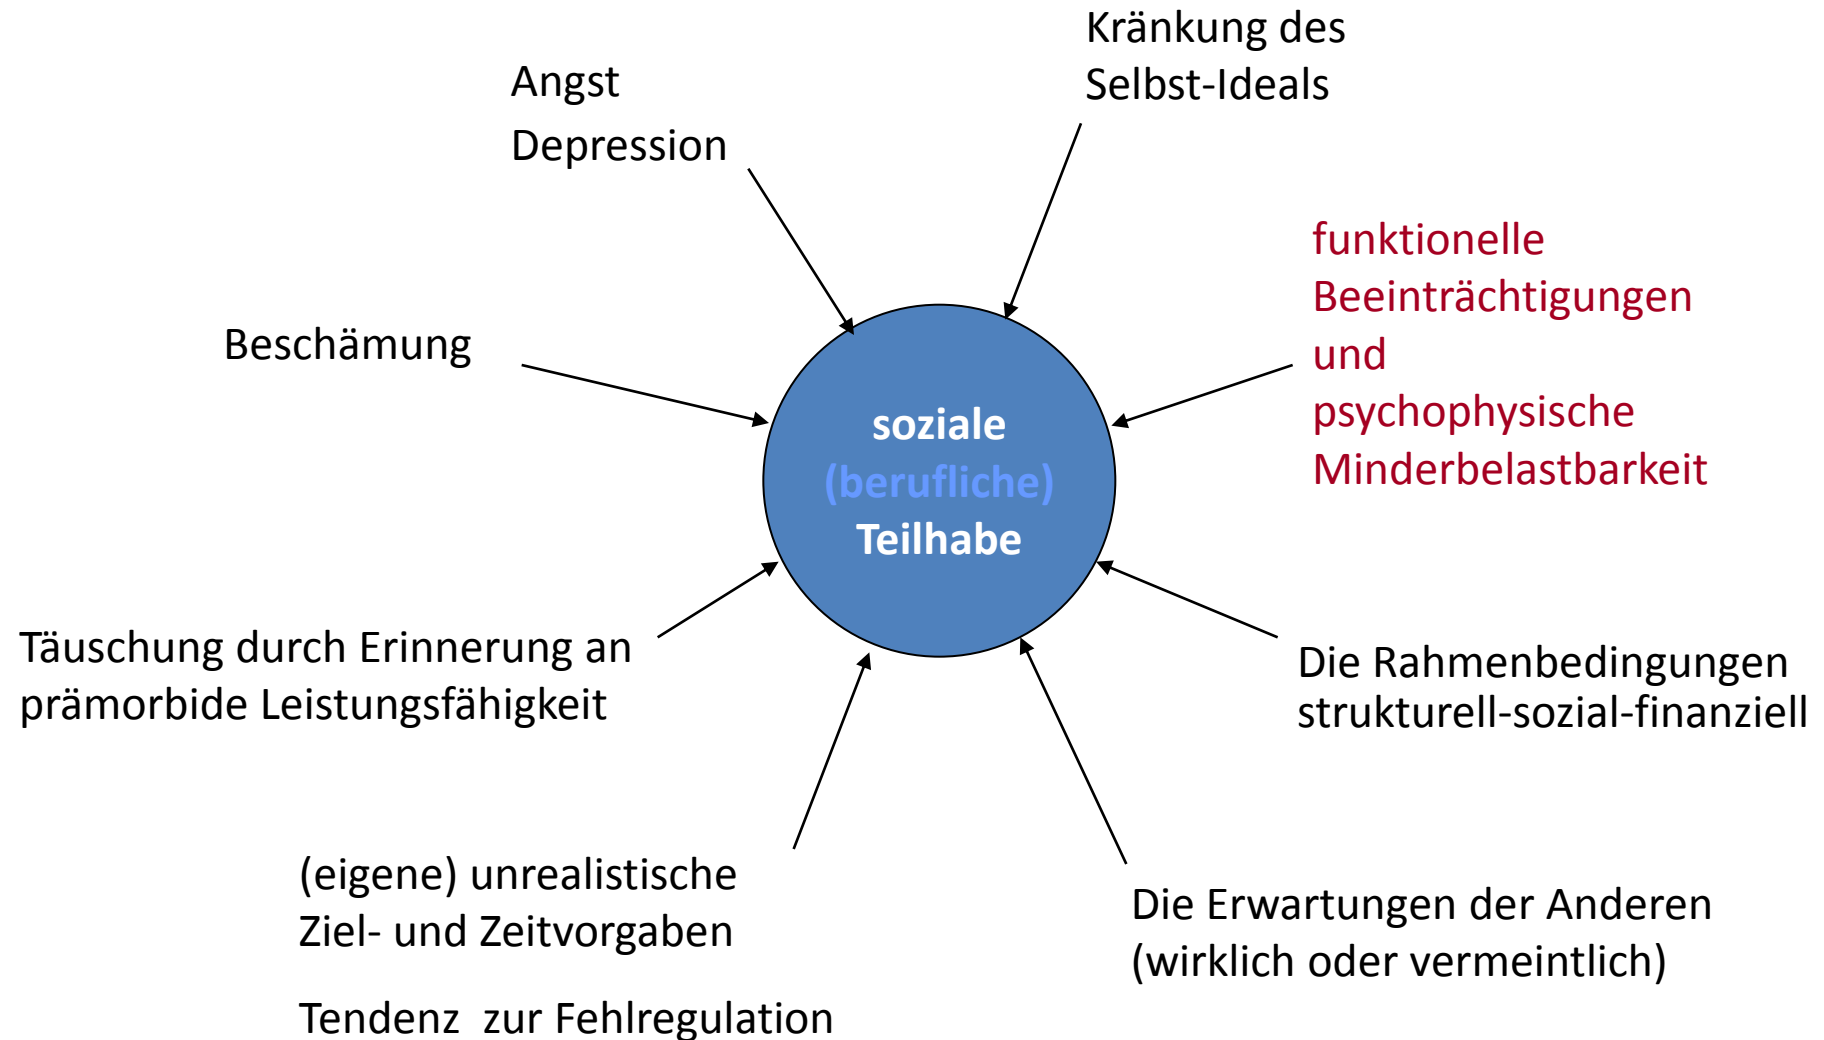 Kränkung des
Selbst-Ideals
Angst
Depression
funktionelle
Beeinträchtigungen
und
psychophysische
Minderbelastbarkeit
Beschämung
soziale
(berufliche)
Teilhabe
Täuschung durch Erinnerung an
prämorbide Leistungsfähigkeit
Die Rahmenbedingungen
strukturell-sozial-finanziell
(eigene) unrealistische
Ziel- und Zeitvorgaben
Tendenz  zur Fehlregulation
Die Erwartungen der Anderen
(wirklich oder vermeintlich)